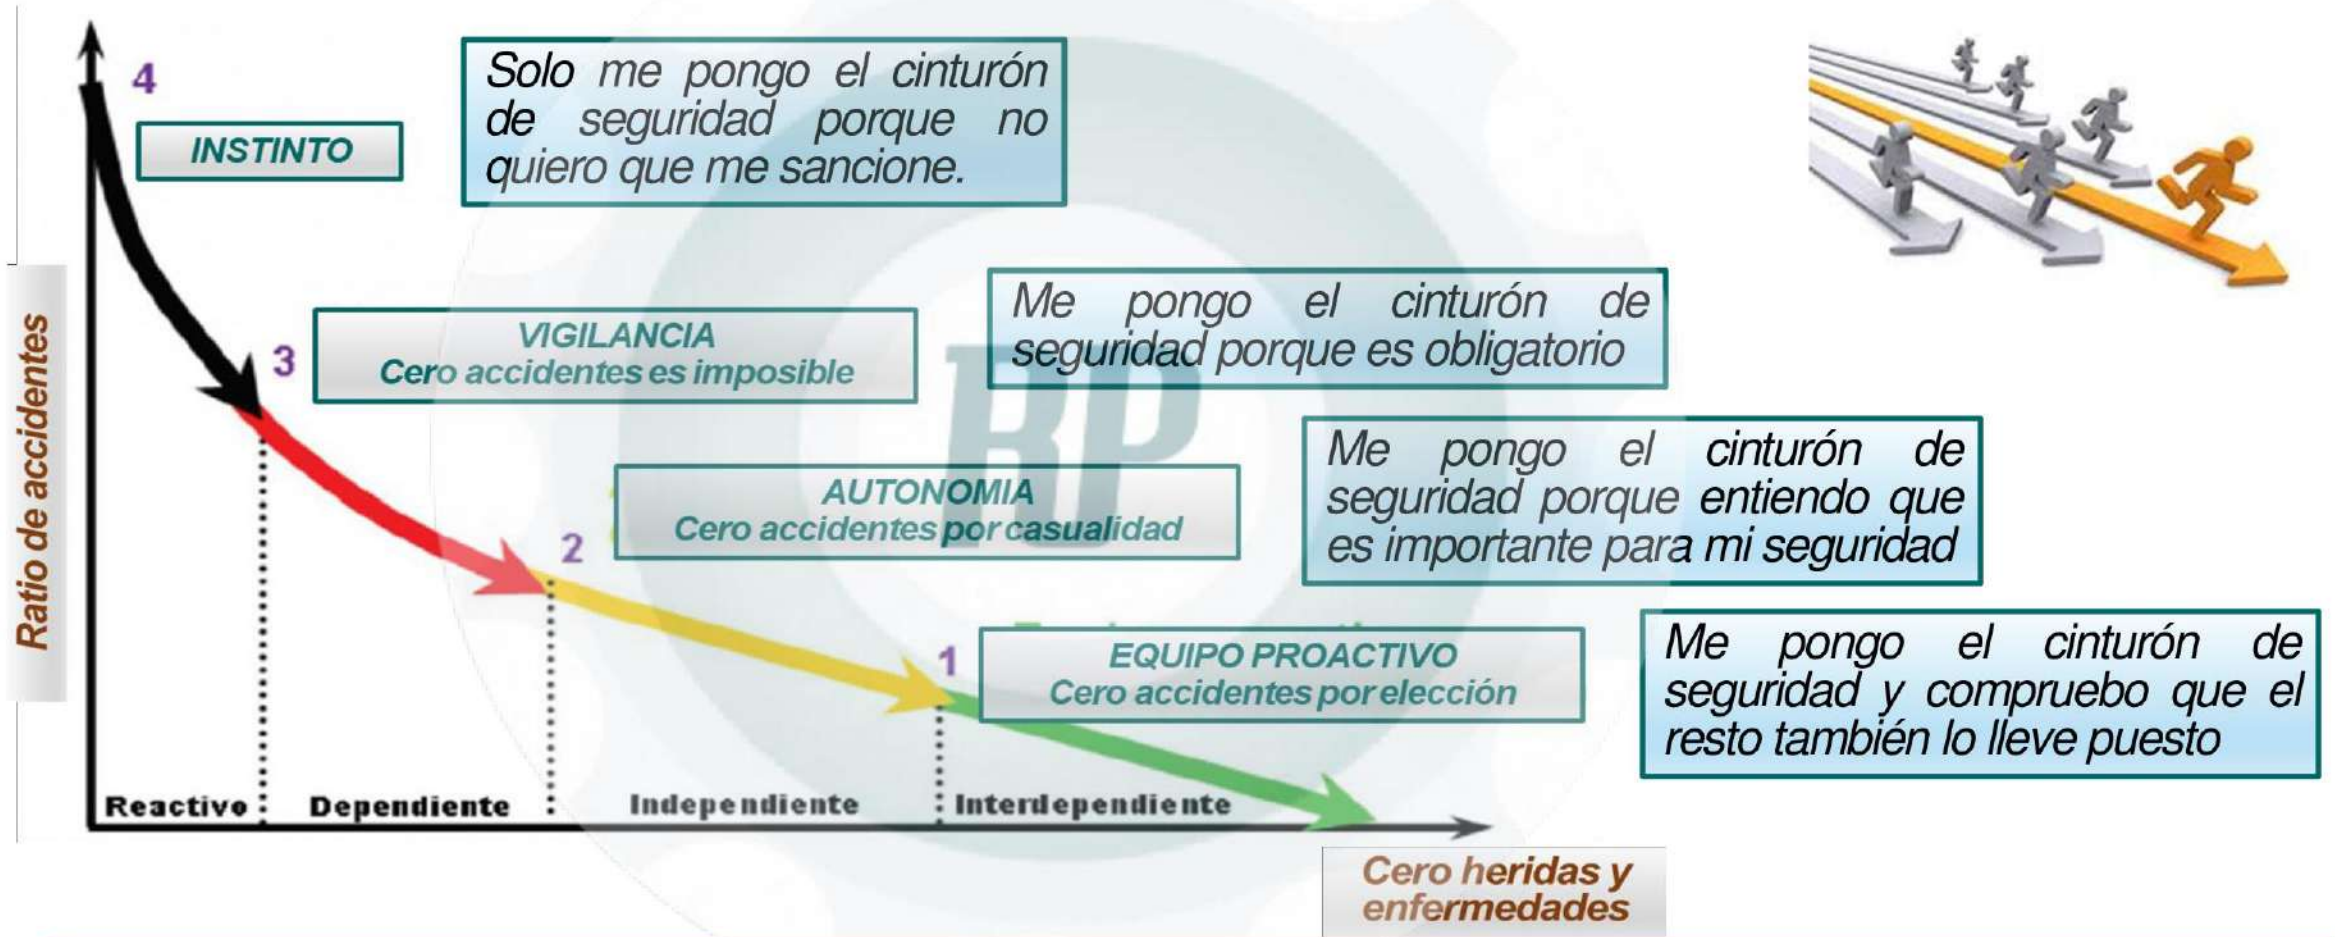 4
INSTINTO
Solo me pongo el cinturón
de seguridad porque no
quiero que me sancione.
Ratio de accidentes
3
VIGILANCIA
Cero accidentes es imposible
Me pongo el cinturón de
seguridad porque es obligatorio
RP
2
AUTONOMIA
Cero accidentes por casualidad
Me pongo el cinturón de
seguridad porque entiendo que
es importante para mi seguridad
1
EQUIPO PROACTIVO
Cero accidentes por elección
Me pongo el cinturón de
seguridad y compruebo que el
resto también lo lleve puesto
Reactivo
Dependiente
Independiente
Interdependiente
Cero heridas y
enfermedades